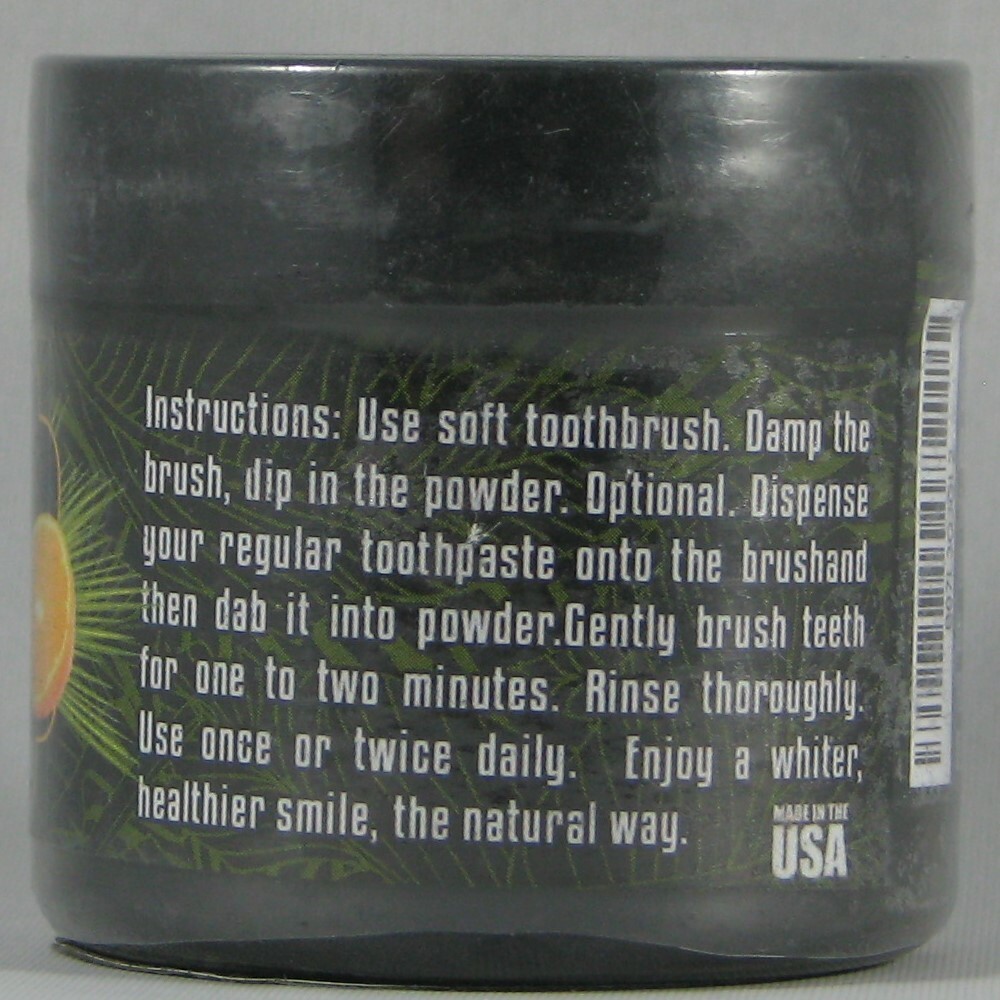 Instructions: Use soft toothbrush. Damp the
brush, dip in the powder. Optional. Dispense
your regular toothpaste onto the brushand
then dab it into powder.Gently brush teeth
for one to two minutes. Rinse thoroughly.
Use once or twice daily. Enjoy a whiter,
healthier smile, the natural way.
MADE IN THE
USA